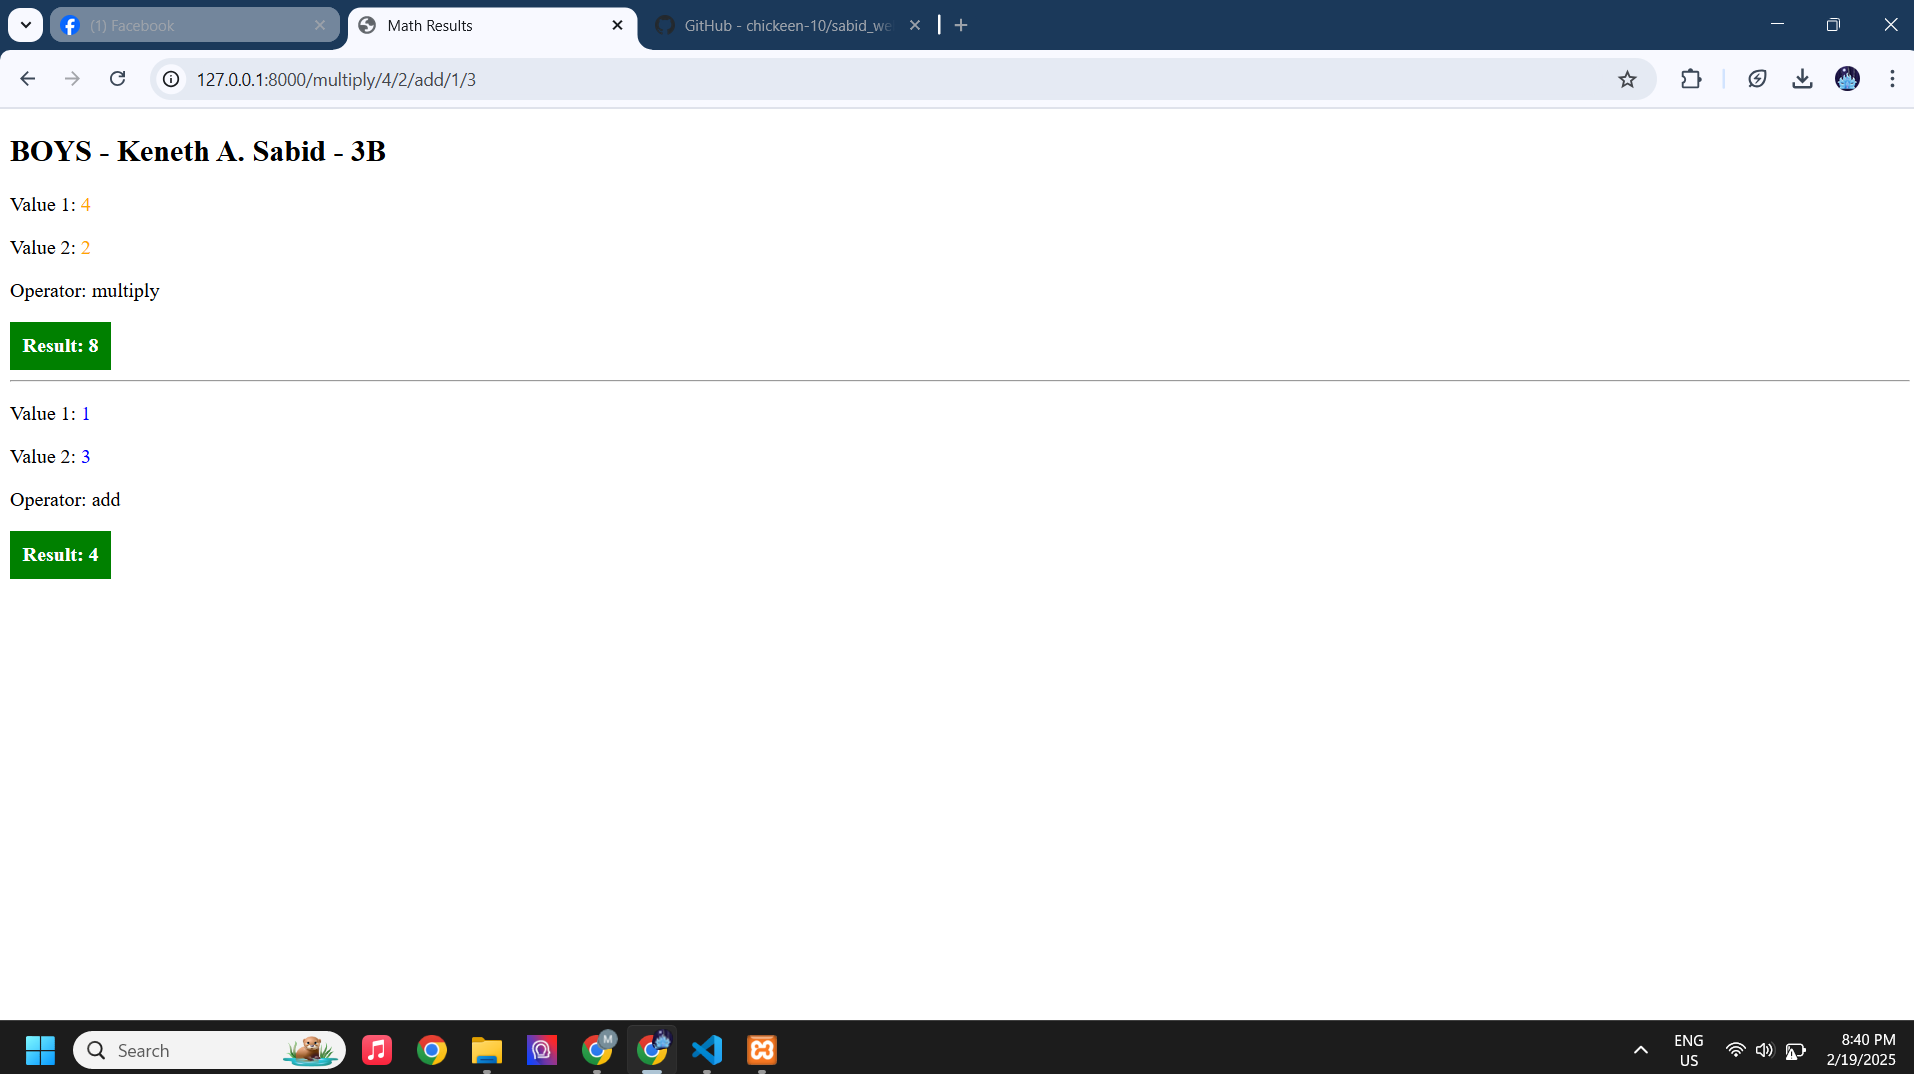 (1) Facebook
Math Results
GitHub - chickeen-10/sabid_we
127.0.0.1:8000/multiply/4/2/add/1/3
BOYS - Keneth A. Sabid - 3B
Value 1: 4
Value 2: 2
Operator: multiply
Result: 8
Value 1: 1
Value 2: 3
Operator: add
Result: 4
Search
M
ENG
US
8:40 PM
2/19/2025